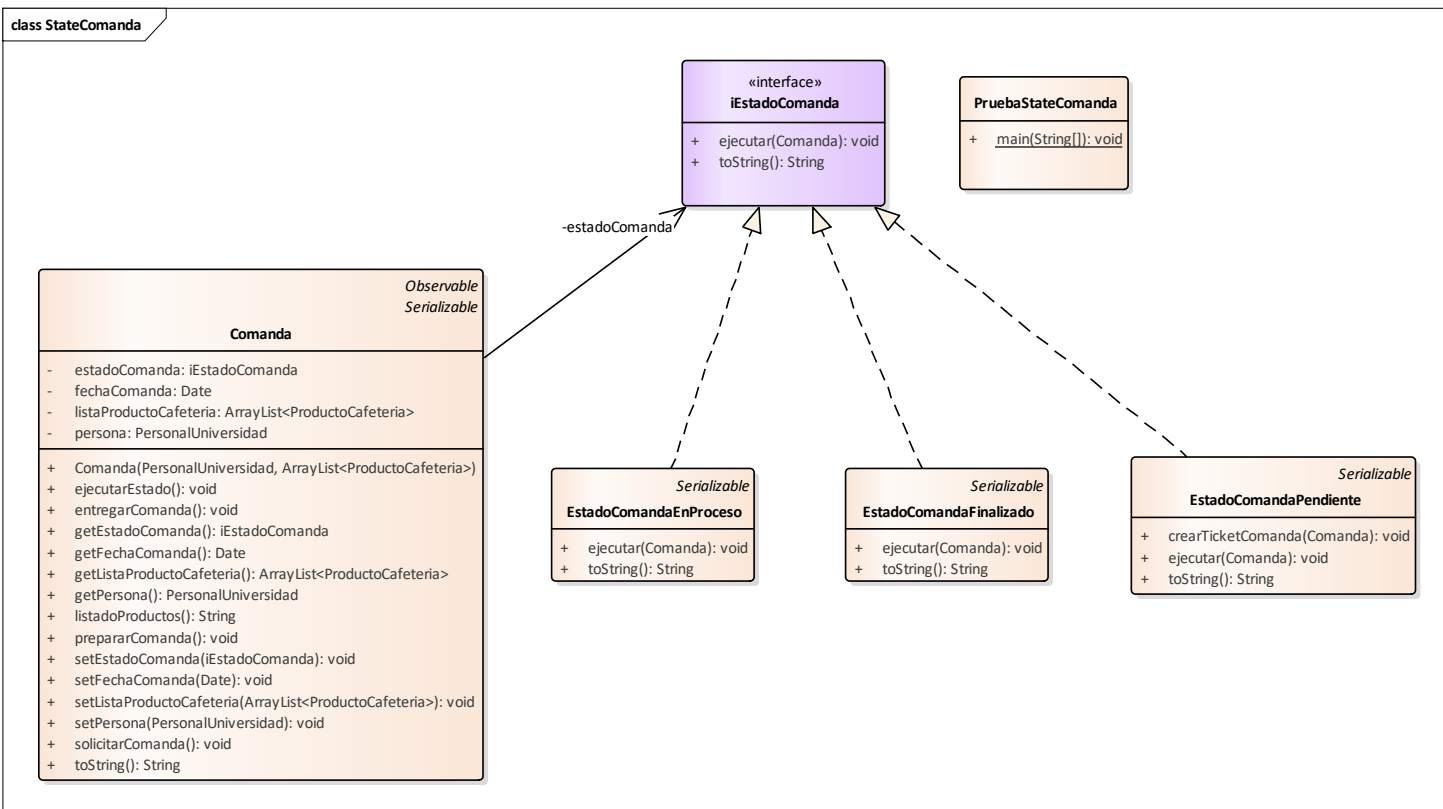 class StateComanda
«interface»
iEstadoComanda
+ ejecutar(Comanda): void
+ toString(): String
PruebaStateComanda
+ main(String[]): void
-estadoComanda
Observable
Serializable
Comanda
- estadoComanda: iEstadoComanda
- fechaComanda: Date
- listaProductoCafeteria: ArrayList<ProductoCafeteria>
- persona: PersonalUniversidad
+ Comanda(PersonalUniversidad, ArrayList<ProductoCafeteria>)
+ ejecutarEstado(): void
+ entregarComanda(): void
+ getEstadoComanda(): iEstadoComanda
+ getFechaComanda(): Date
+ getListaProductoCafeteria(): ArrayList<ProductoCafeteria>
+ getPersona(): PersonalUniversidad
+ listadoProductos(): String
+ prepararComanda(): void
+ setEstadoComanda(iEstadoComanda): void
+ setFechaComanda(Date): void
+ setListaProductoCafeteria(ArrayList<ProductoCafeteria>): void
+ setPersona(PersonalUniversidad): void
+ solicitarComanda(): void
+ toString(): String
Serializable
EstadoComandaEnProceso
+ ejecutar(Comanda): void
+ toString(): String
Serializable
EstadoComandaFinalizado
+ ejecutar(Comanda): void
+ toString(): String
Serializable
EstadoComandaPendiente
+ crearTicketComanda(Comanda): void
+ ejecutar(Comanda): void
+ toString(): String